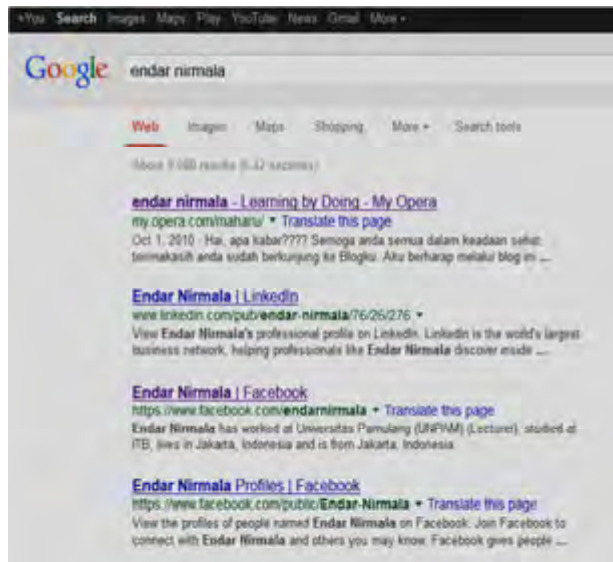 +You Search Images Maps Play YouTube News Gmail More
Google endar nirmala
Web Images Maps Shopping More Search tools
About results seconds)
endar nirmala - Learning by Doing - My Opera
my.opera.com/maharu/ Translate this page
Oct 1, 2010 - Hai, apa kabar???? Semoga anda semua dalam keadaan sehat.
terimakasih anda sudah berkunjung ke Blogku. Aku berharap melalui blog ini ...
Endar Nirmala | LinkedIn
www.linkedin.com/pub/endar-nirmala/76/26/276
View Endar Nirmala's professional profile on LinkedIn. LinkedIn is the world's largest
business network, helping professionals like Endar Nirmala discover inside ...
Endar Nirmala | Facebook
https://www.facebook.com/endarnirmala Translate this page
Endar Nirmala has worked at Universitas Pamulang (UNPAM) (Lecturer), studied at
ITB, lives in Jakarta, Indonesia and is from Jakarta, Indonesia.
Endar Nirmala Profiles | Facebook
https://www.facebook.com/public/Endar-Nirmala Translate this page
View the profiles of people named Endar Nirmala on Facebook. Join Facebook to
connect with Endar Nirmala and others you may know. Facebook gives people ...